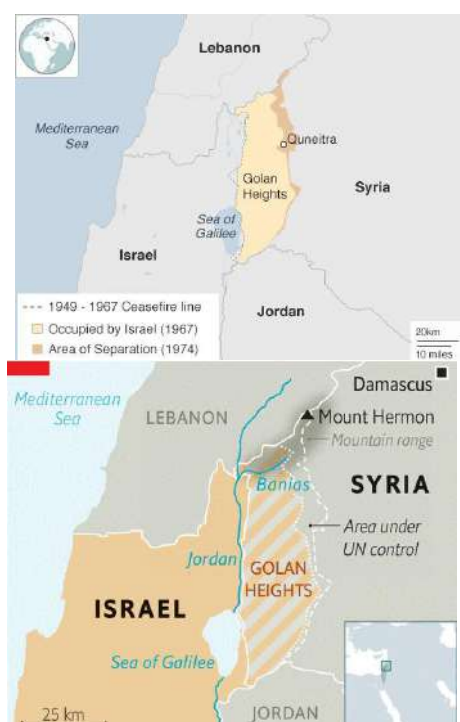 Lebanon
Mediterranean
Sea
Quneitra
Golan
Heights
Syria
Sea of
Galilee
Israel
Jordan
1949 - 1967 Ceasefire line
Occupied by Israel (1967)
Area of Separation (1974)
20km
10 miles
Damascus
Mediterranean
Sea
LEBANON
Mount Hermon
Mountain range
Banias
SYRIA
Area under
UN control
Jordan
GOLAN
HEIGHTS
ISRAEL
Sea of Galilee
25 km
JORDAN